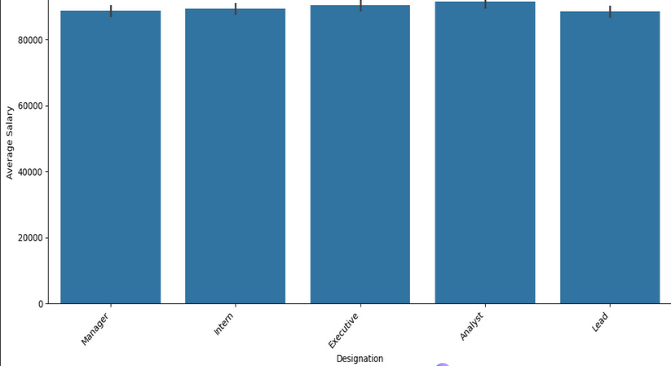 80000
60000
40000
20000
0
Average Salary
Manager
Intern
Executive
Analyst
Lead
Designation